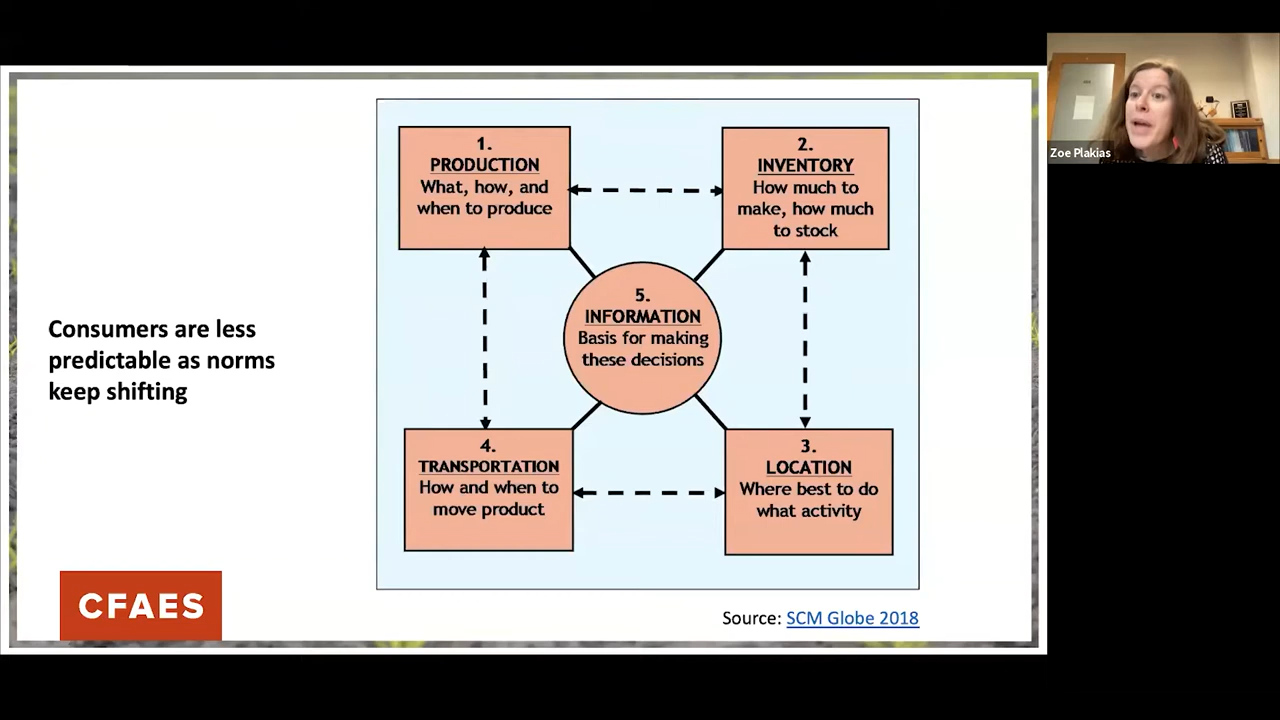 1.
PRODUCTION
What, how, and
when to produce
2.
INVENTORY
How much to
make, how much
to stock
5.
INFORMATION
Basis for making
these decisions
Consumers are less
predictable as norms
keep shifting
4.
TRANSPORTATION
How and when to
move product
3.
LOCATION
Where best to do
what activity
CFAES
Source: SCM Globe 2018
Zoe Plakias